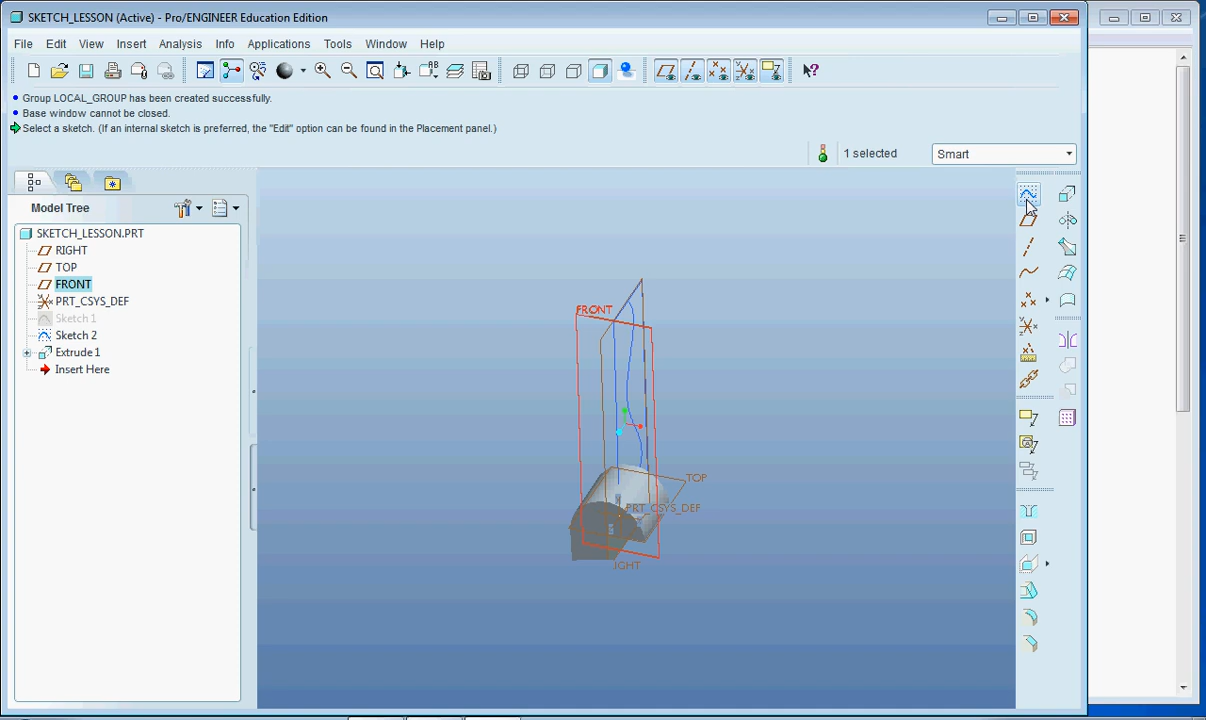 SKETCH_LESSON (Active) - Pro/ENGINEER Education Edition
File Edit View Insert Analysis Info Applications Tools Window Help
Group LOCAL_GROUP has been created successfully.
Base window cannot be closed.
Select a sketch. (If an internal sketch is preferred, the "Edit" option can be found in the Placement panel.)
1 selected Smart
Model Tree
SKETCH_LESSON.PRT
RIGHT
TOP
FRONT
PRT_CSYS_DEF
Sketch 1
Sketch 2
Extrude 1
Insert Here
FRONT
TOP
PRT_CSYS_DEF
IGHT